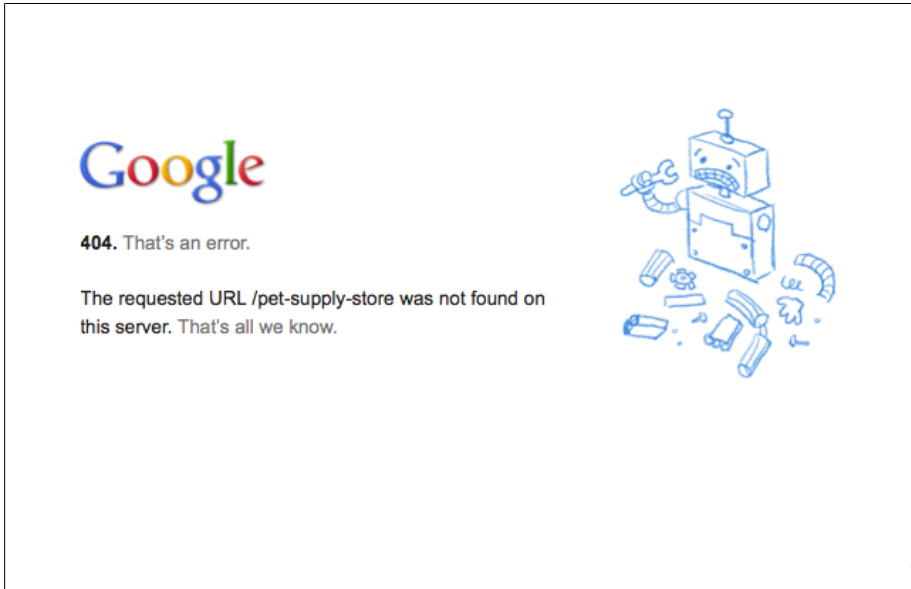 Google
404. That's an error.
The requested URL /pet-supply-store was not found on
this server. That's all we know.